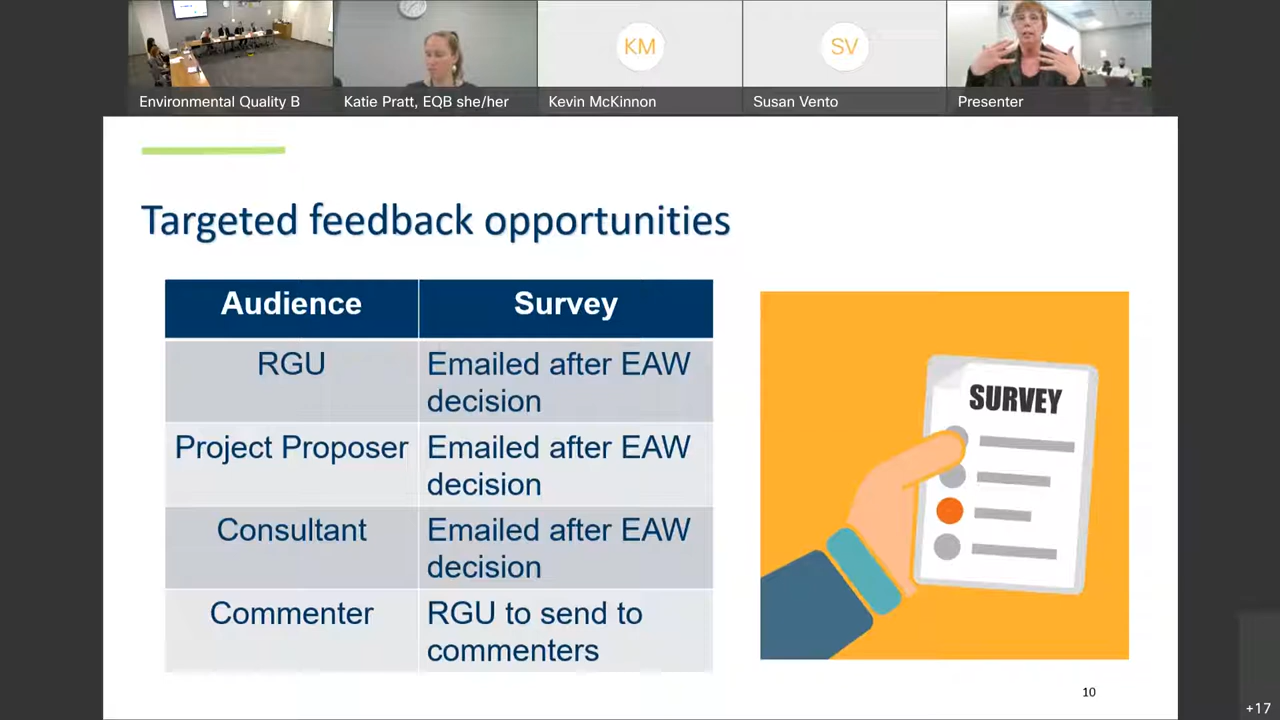 KM
SV
Environmental Quality B
Katie Pratt, EQB she/her
Kevin McKinnon
Susan Vento
Presenter
Targeted feedback opportunities
Audience
Survey
RGU
Emailed after EAW
decision
Project Proposer
Emailed after EAW
decision
Consultant
Emailed after EAW
decision
Commenter
RGU to send to
commenters
SURVEY
10
+17